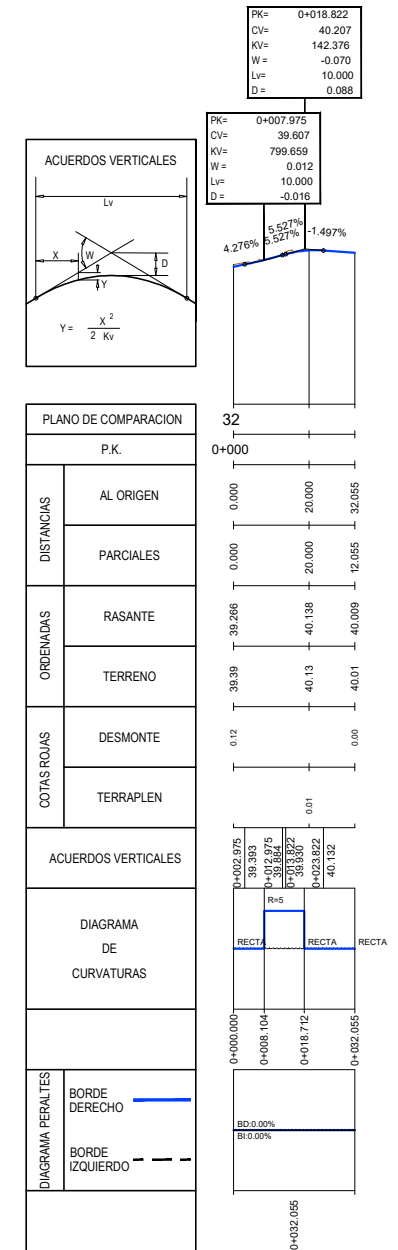 PK= 0+018.822
CV= 40.207
KV= 142.376
W = -0.070
Lv= 10.000
D = 0.088
PK= 0+007.975
CV= 39.607
KV= 799.659
W = 0.012
Lv= 10.000
D = -0.016
ACUERDOS VERTICALES
Lv
X
W
D
Y
Y = X 2 / 2 Kv
4.276%
5.527%
5.527%
-1.497%
PLANO DE COMPARACION 32
P.K. 0+000
DISTANCIAS
AL ORIGEN 0.000 20.000 32.055
PARCIALES 0.000 20.000 12.055
ORDENADAS
RASANTE 39.266 40.138 40.009
TERRENO 39.39 40.13 40.01
COTAS ROJAS
DESMONTE 0.12 0.00
TERRAPLEN 0.01
ACUERDOS VERTICALES
0+002.975
39.393
0+012.975
39.884
0+013.822
39.930
0+023.822
40.132
DIAGRAMA
DE
CURVATURAS
R=5
RECTA RECTA RECTA
0+000.000
0+008.104
0+018.712
0+032.055
DIAGRAMA PERALTES
BORDE
DERECHO
BORDE
IZQUIERDO
BD:0.00%
BI:0.00%
0+032.055